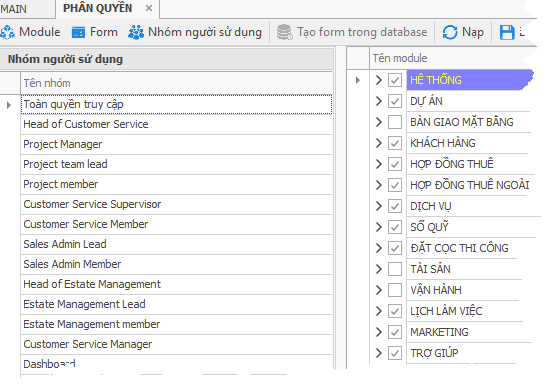 MAIN PHÂN QUYỀN
Module Form Nhóm người sử dụng Tạo form trong database Nạp
Nhóm người sử dụng
Tên nhóm
Toàn quyền truy cập
Head of Customer Service
Project Manager
Project team lead
Project member
Customer Service Supervisor
Customer Service Member
Sales Admin Lead
Sales Admin Member
Head of Estate Management
Estate Management Lead
Estate Management member
Customer Service Manager
Dashboard
Tên module
HỆ THỐNG
DỰ ÁN
BÀN GIAO MẶT BẰNG
KHÁCH HÀNG
HỢP ĐỒNG THUÊ
HỢP ĐỒNG THUÊ NGOÀI
DỊCH VỤ
SỔ QUỸ
ĐẶT CỌC THI CÔNG
TÀI SẢN
VẬN HÀNH
LỊCH LÀM VIỆC
MARKETING
TRỢ GIÚP